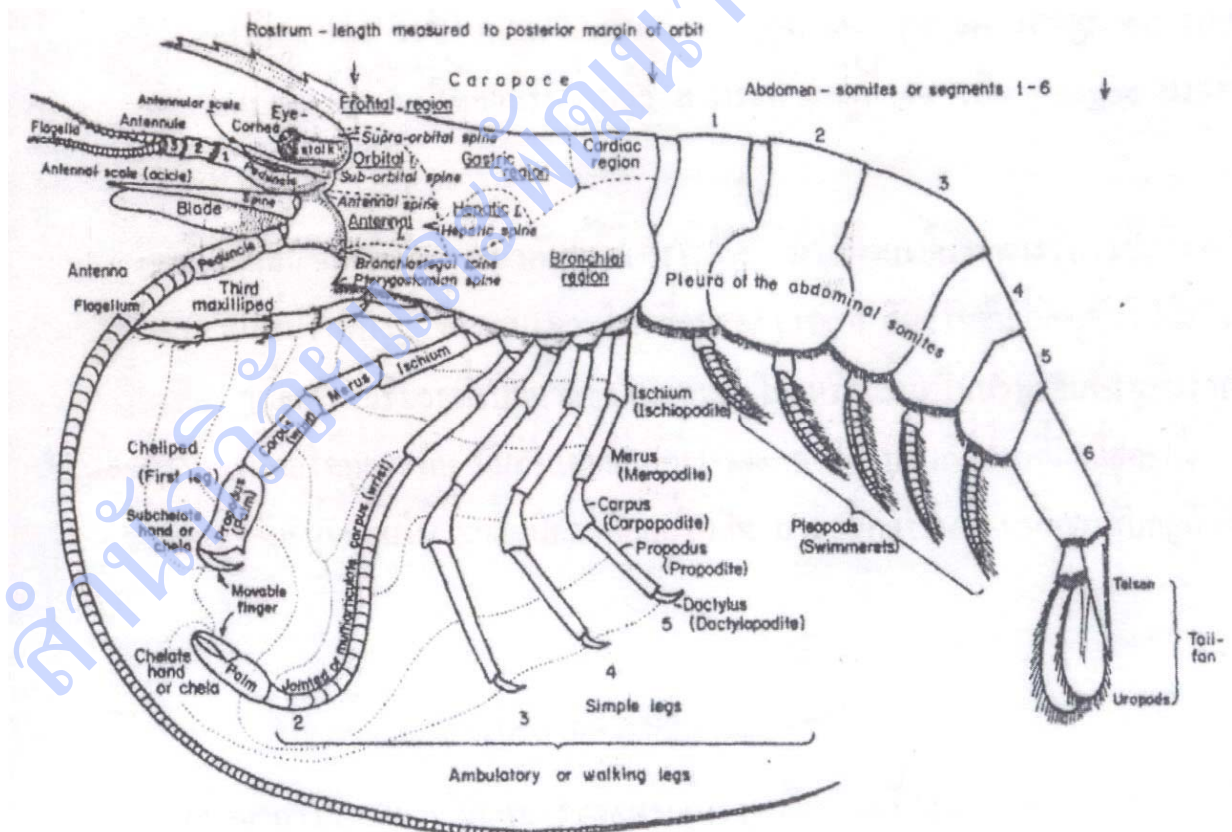 Rostrum - length measured to posterior margin of orbit
Carapace
Abdomen - somites or segments 1-6
Antennular scale
Eye-
Frontal region
Antennule
Cornea
stalk
Supra-orbital spine
Flagella
3 2 1
Peduncle
Orbital r.
Sub-orbital spine
Gastric
region
Cardiac
region
Antennal scale (acicle)
Spine
Blade
Antennal spine
Antennal
r.
Hepatic r.
Hepatic spine
Peduncle
Antenna
Flagellum
Third
maxilliped
Branchiostegal spine
Pterygostomian spine
Branchial
region
Pleura of the abdominal somites
1
2
3
4
5
6
Ischium
Merus
Carpus
(wrist)
Propodus
(palm)
Cheliped
(First leg)
Subchelate
hand or
chela
Movable
finger
Chelate
hand
or chela
Palm
Jointed or multiarticulate carpus (wrist)
Ischium
(Ischiopodite)
Merus
(Meropodite)
Carpus
(Carpopodite)
Propodus
(Propodite)
Dactylus
(Dactylopodite)
2
3
4
5
Simple legs
Ambulatory or walking legs
Pleopods
(Swimmerets)
Telson
Tail-
fan
Uropods